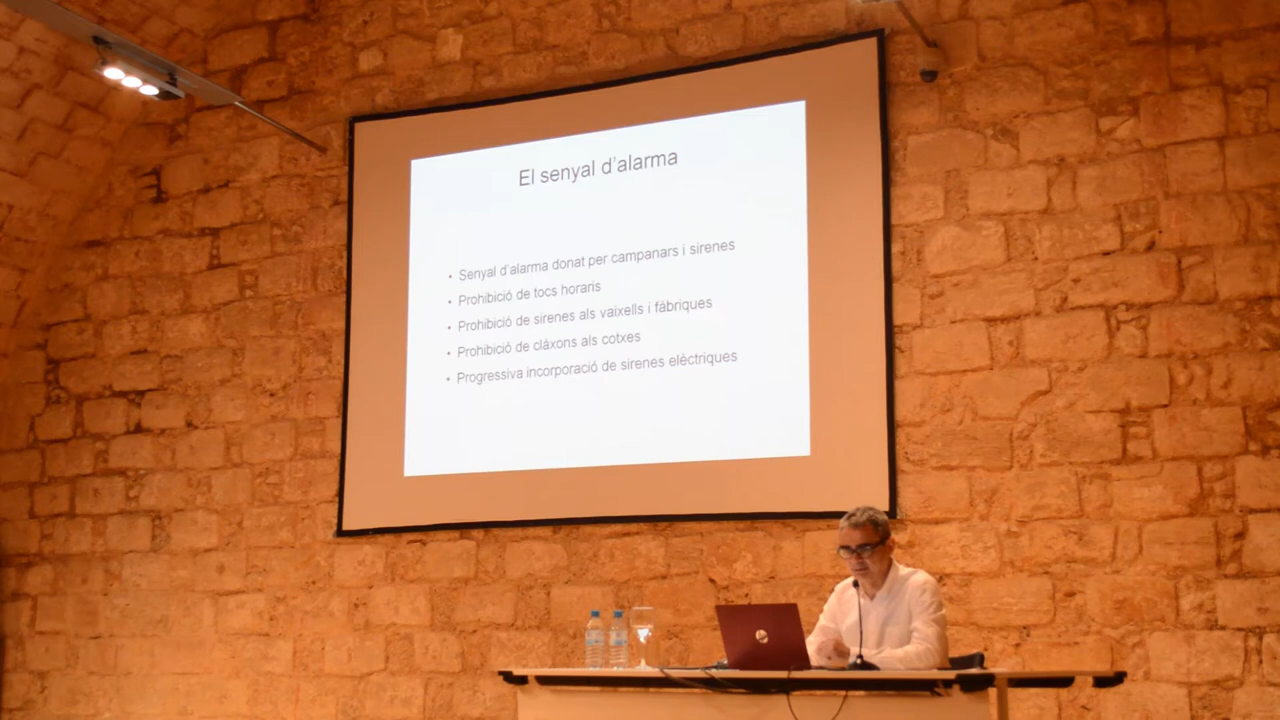 El senyal d'alarma
• Senyal d'alarma donat per campanars i sirenes
• Prohibició de tocs horaris
• Prohibició de sirenes als vaixells i fàbriques
• Prohibició de clàxons als cotxes
• Progressiva incorporació de sirenes elèctriques